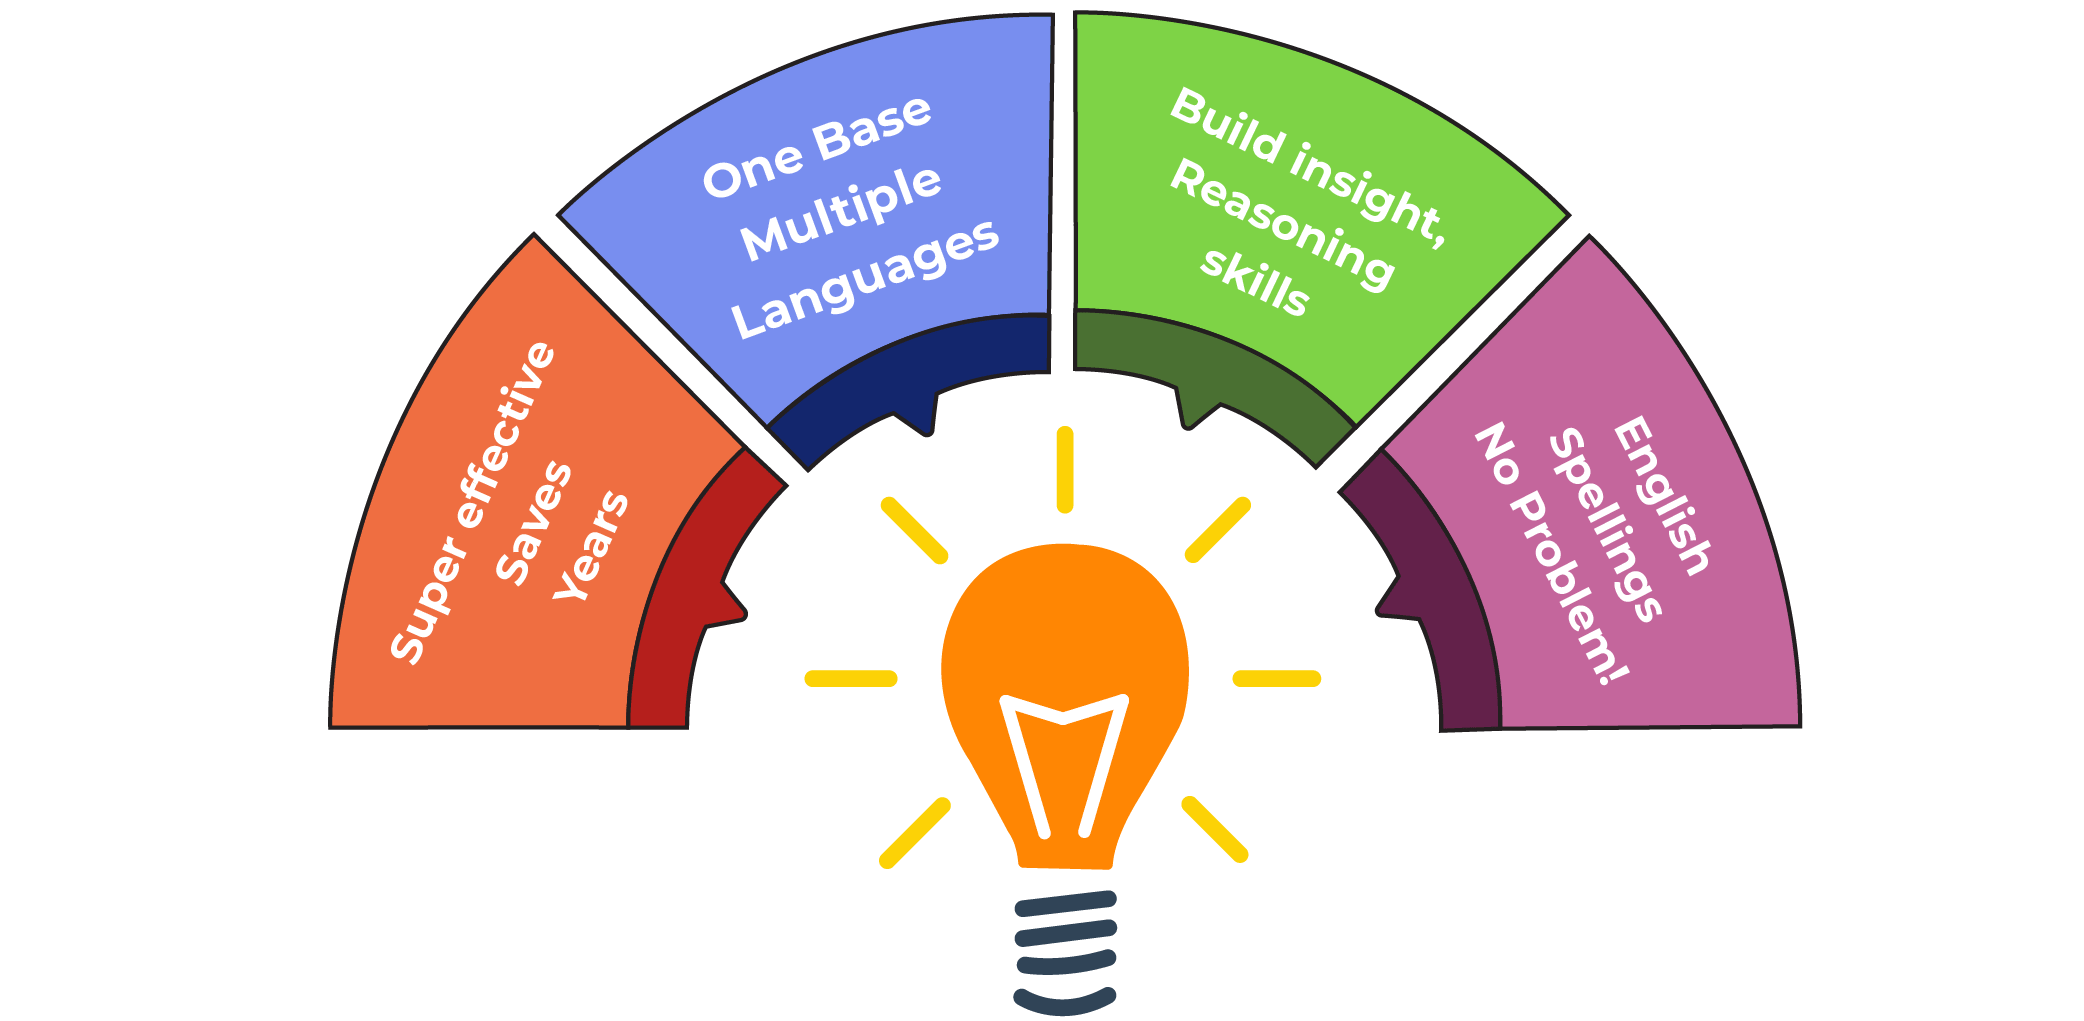 Super effective
Saves
Years
One Base
Multiple
Languages
Build insight,
Reasoning
skills
English
Spellings
No Problem!